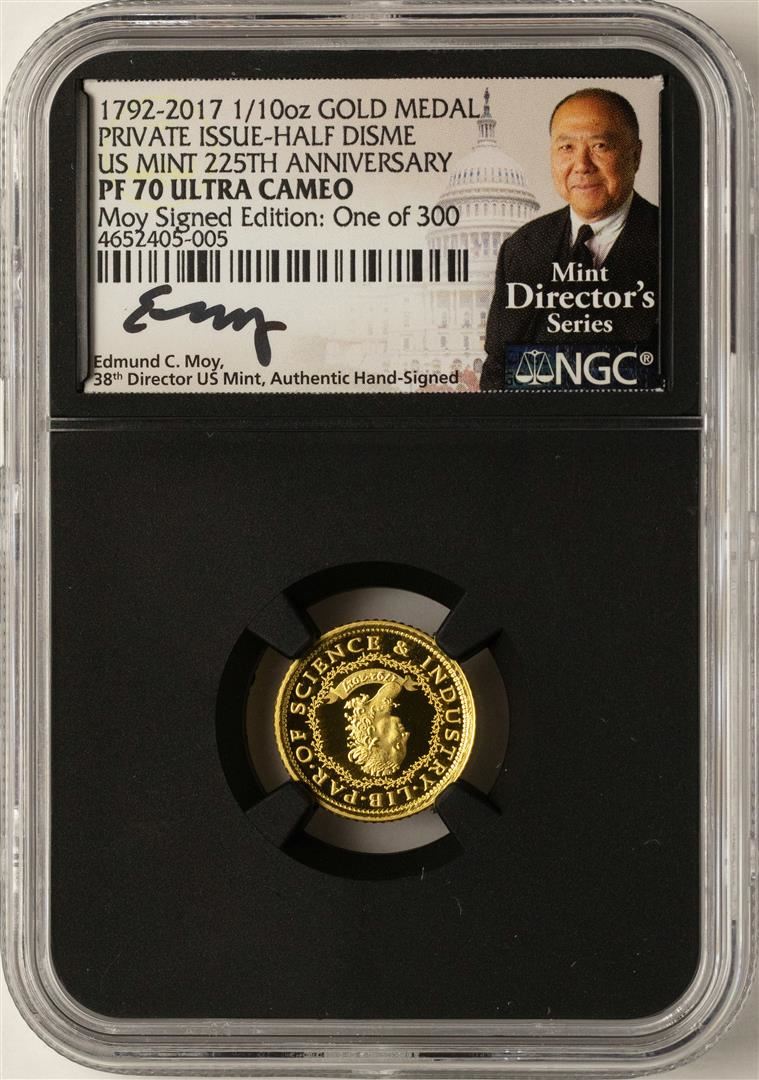 1792-2017 1/10oz GOLD MEDAL
PRIVATE ISSUE-HALF DISME
US MINT 225TH ANNIVERSARY
PF 70 ULTRA CAMEO
Moy Signed Edition: One of 300
4652405-005
Edmund C. Moy,
38th Director US Mint, Authentic Hand-Signed
Mint
Director's
Series
NGC®
LIB·PAR·OF SCIENCE & INDUSTRY·
1792-2017